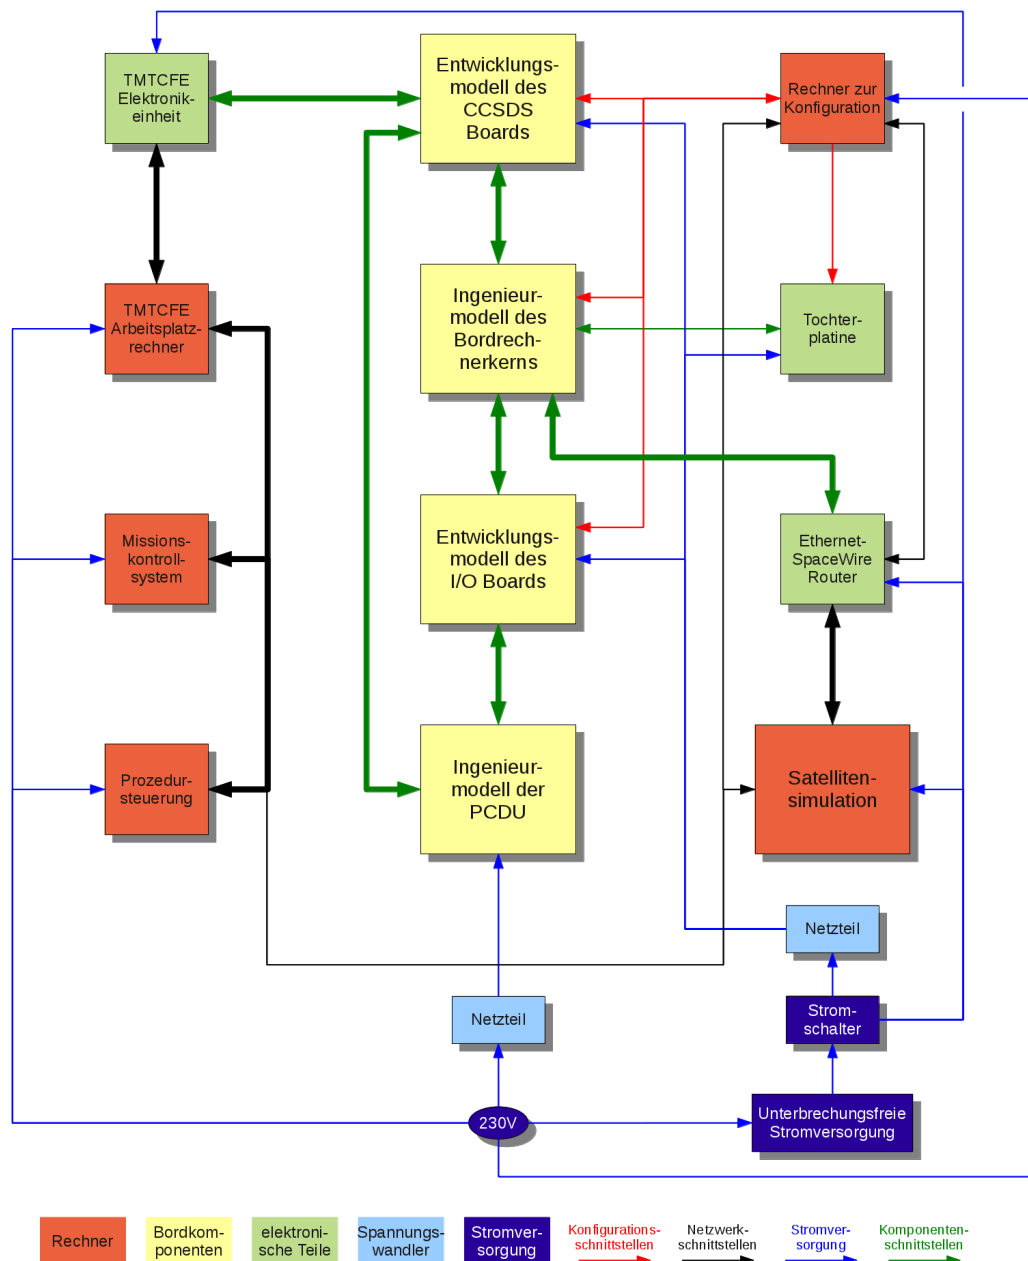 TMTCFE
Elektronik-
einheit
Entwicklungs-
modell des
CCSDS
Boards
Rechner zur
Konfiguration
TMTCFE
Arbeitsplatz-
rechner
Ingenieur-
modell des
Bordrech-
nerkerns
Tochter-
platine
Missions-
kontroll-
system
Entwicklungs-
modell des
I/O Boards
Ethernet-
SpaceWire
Router
Prozedur-
steuerung
Ingenieur-
modell der
PCDU
Satelliten-
simulation
Netzteil
Netzteil
Strom-
schalter
230V
Unterbrechungsfreie
Stromversorgung
Rechner
Bordkom-
ponenten
elektroni-
sche Teile
Spannungs-
wandler
Stromver-
sorgung
Konfigurations-
schnittstellen
Netzwerk-
schnittstellen
Stromver-
sorgung
Komponenten-
schnittstellen